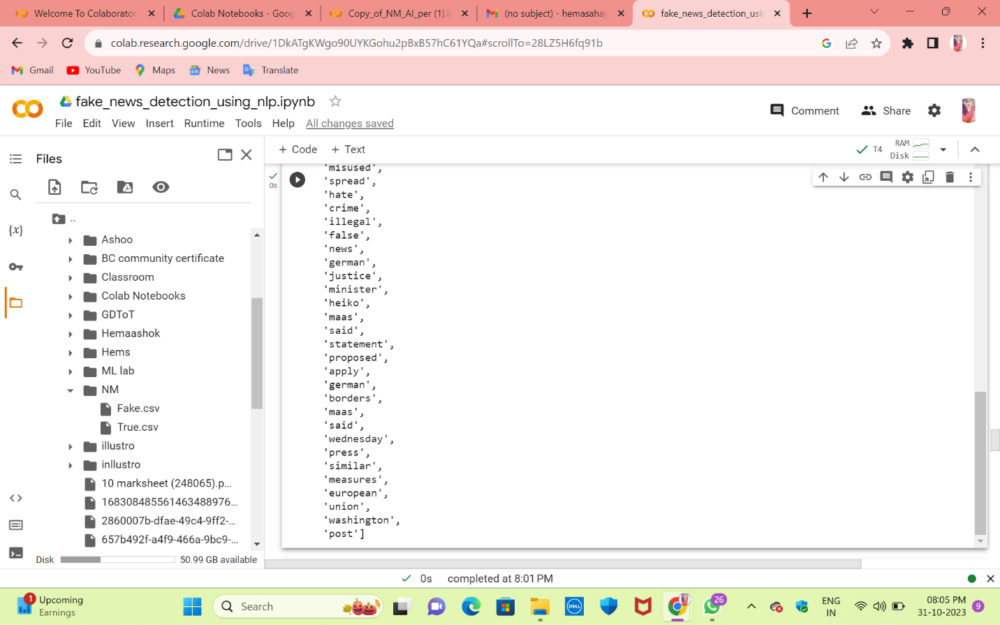 Welcome To Colaborator
Colab Notebooks - Goog
Copy_of_NM_AI_per (1).i
(no subject) - hemasahay
fake_news_detection_usin
colab.research.google.com/drive/1DkATgKWgo90UYKGohu2pBxB57hC61YQa#scrollTo=28LZ5H6fq91b
Gmail YouTube Maps News Translate
fake_news_detection_using_nlp.ipynb
Comment Share
File Edit View Insert Runtime Tools Help All changes saved
Files
+ Code + Text
T4 RAM
Disk
0s
..
Ashoo
BC community certificate
Classroom
Colab Notebooks
GDToT
Hemaashok
Hems
ML lab
NM
Fake.csv
True.csv
illustro
inllustro
10 marksheet (248065).p...
168308485561463488976...
2860007b-dfae-49c4-9ff2-...
657b492f-a4f9-466a-9bc9-...
Disk 50.99 GB available
'misused',
'spread',
'hate',
'crime',
'illegal',
'false',
'news',
'german',
'justice',
'minister',
'heiko',
'maas',
'said',
'statement',
'proposed',
'apply',
'german',
'borders',
'maas',
'said',
'wednesday',
'press',
'similar',
'measures',
'european',
'union',
'washington',
'post']
0s completed at 8:01 PM
1
Upcoming
Earnings
Search
DELL
26
ENG
IN
08:05 PM
31-10-2023
9